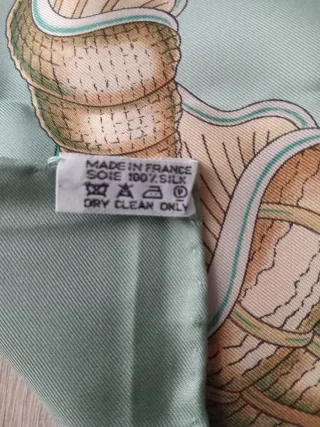 MADE IN FRANCE
SOIE 100% SILK
DRY CLEAN ONLY